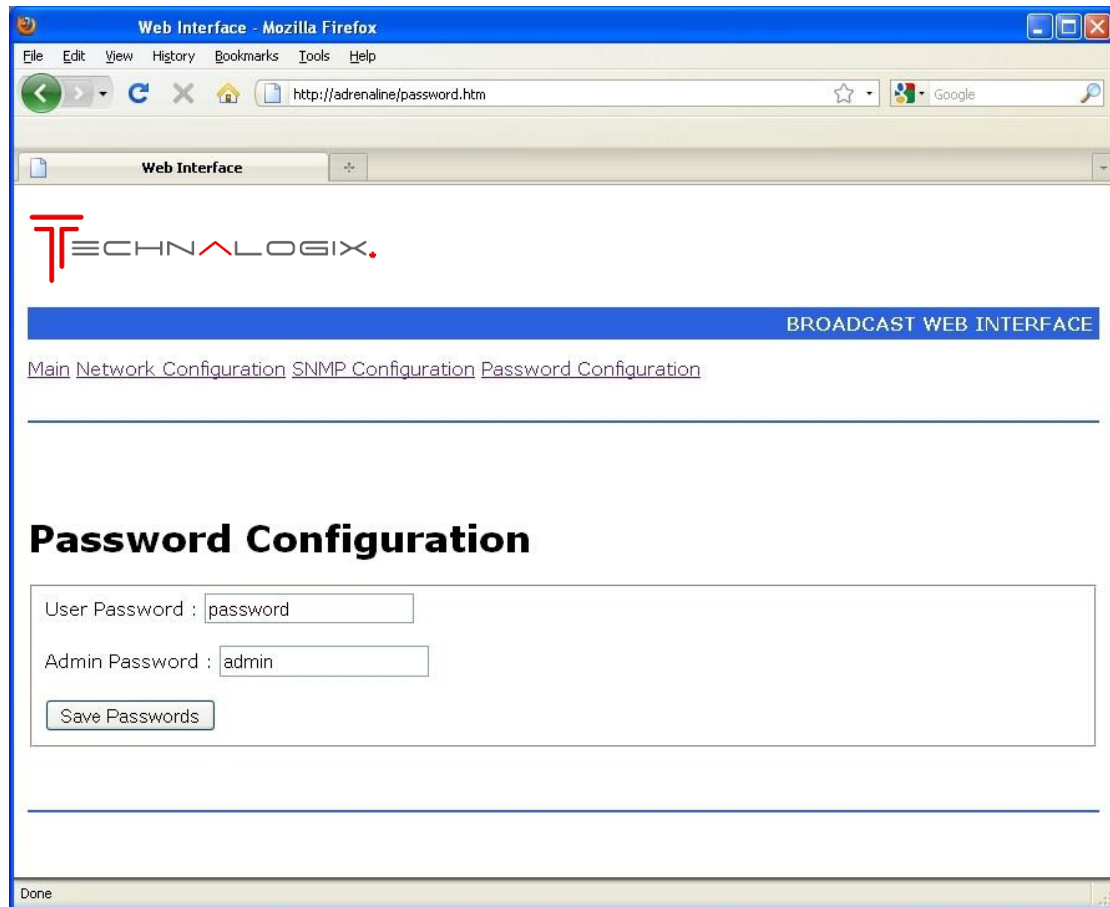 Web Interface - Mozilla Firefox
File Edit View History Bookmarks Tools Help
http://adrenaline/password.htm Google
Web Interface
TECHNALOGIX.
BROADCAST WEB INTERFACE
Main Network Configuration SNMP Configuration Password Configuration
Password Configuration
User Password : password
Admin Password : admin
Save Passwords
Done